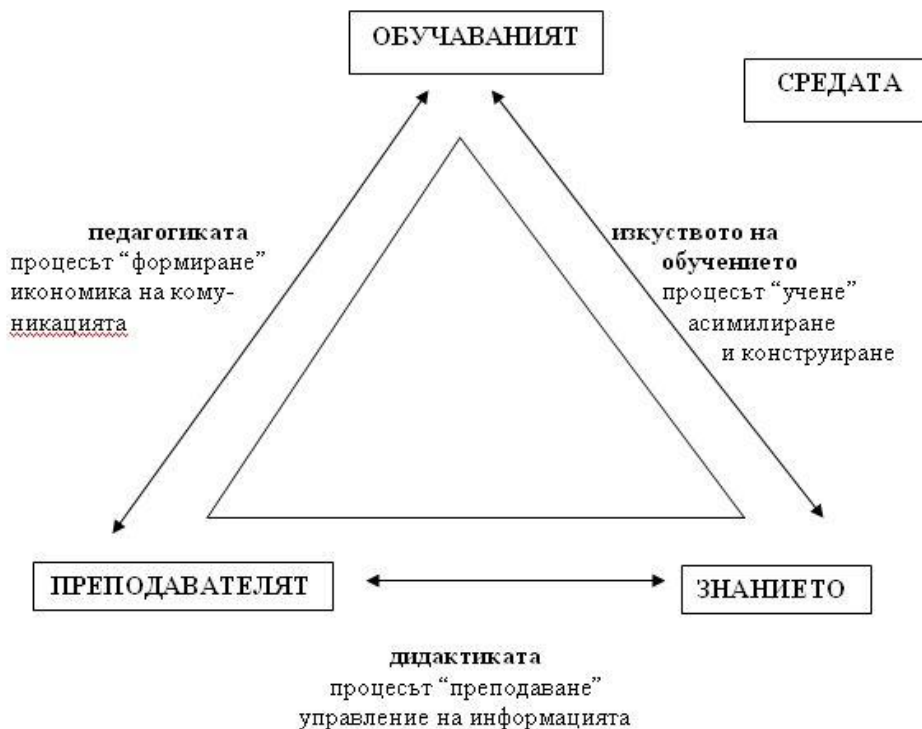 ОБУЧАВАНИЯТ
СРЕДАТА
педагогиката
процесът “формиране”
икономика на кому-
никацията
изкуството на
обучението
процесът “учене”
асимилиране
и конструиране
ПРЕПОДАВАТЕЛЯТ
ЗНАНИЕТО
дидактиката
процесът “преподаване”
управление на информацията